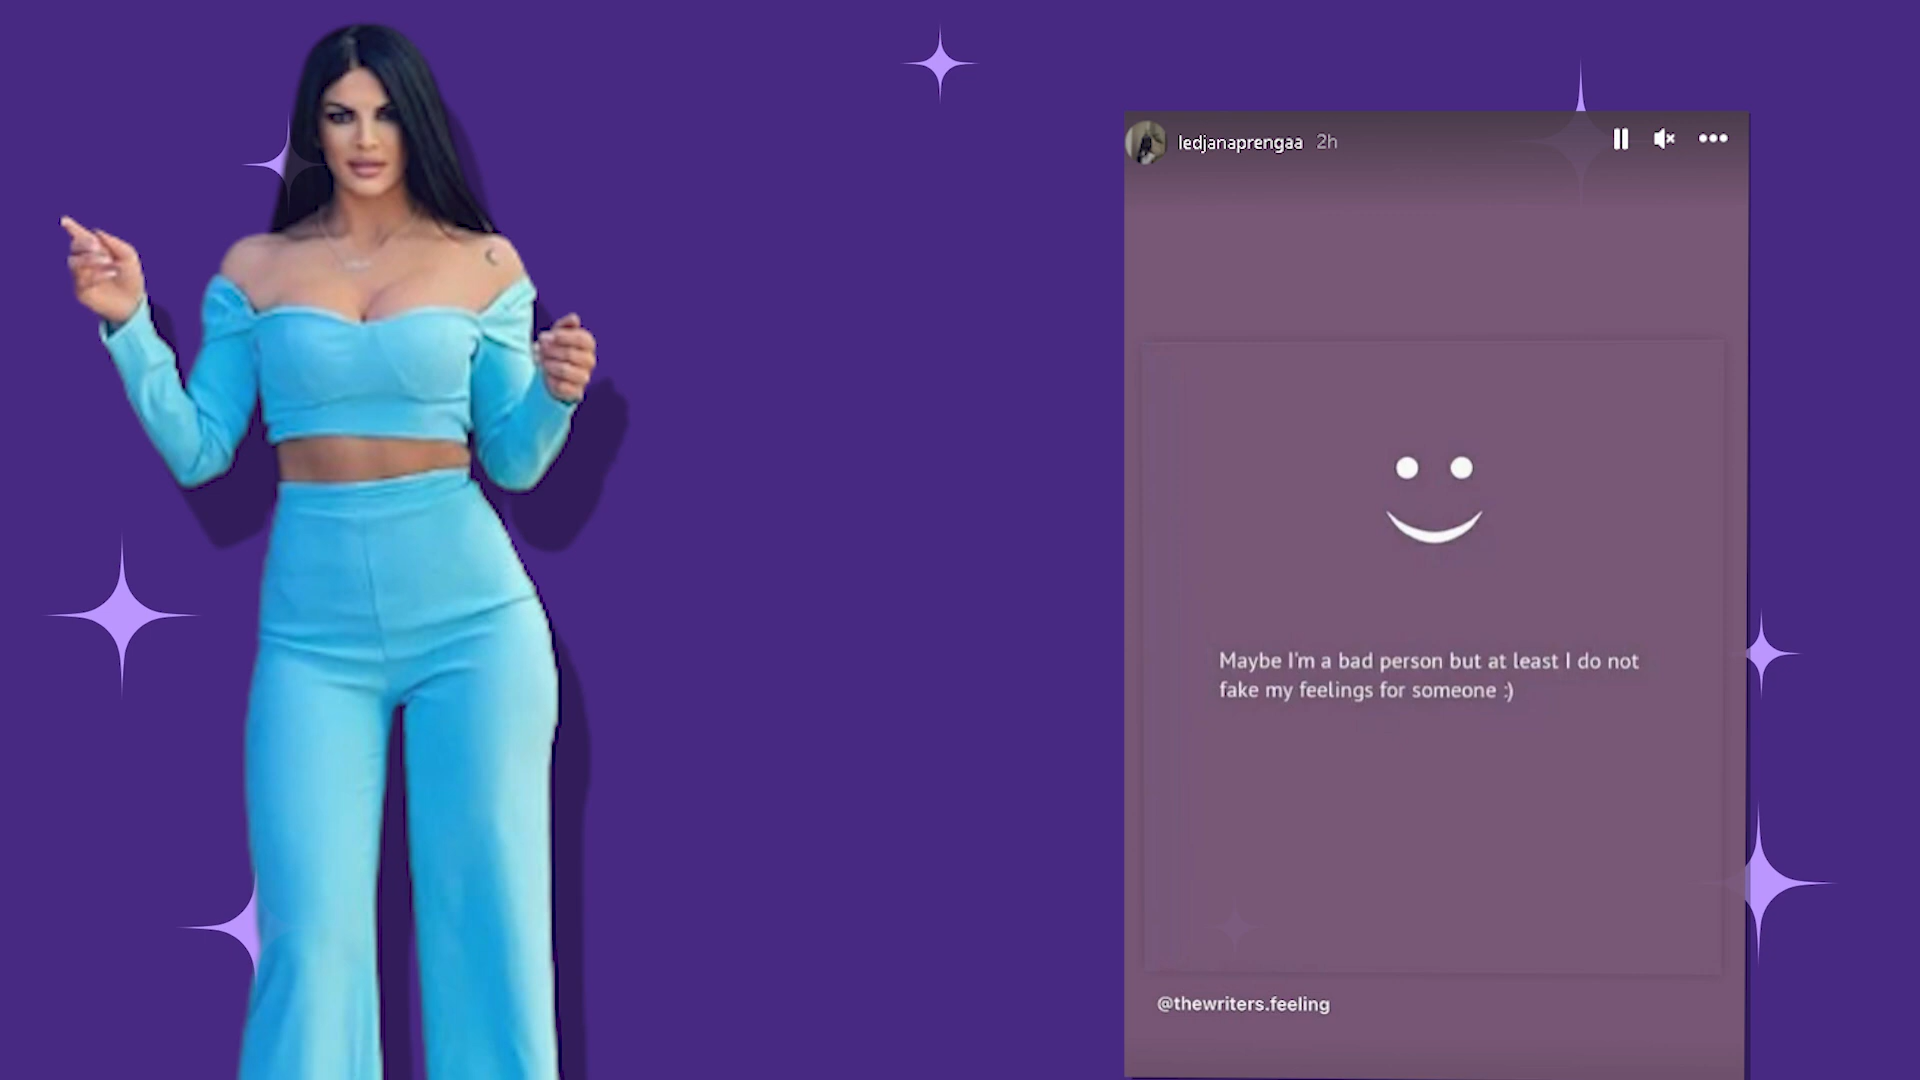 ledjanaprengaa 2h
Maybe I'm a bad person but at least I do not
fake my feelings for someone :)
@thewriters.feeling